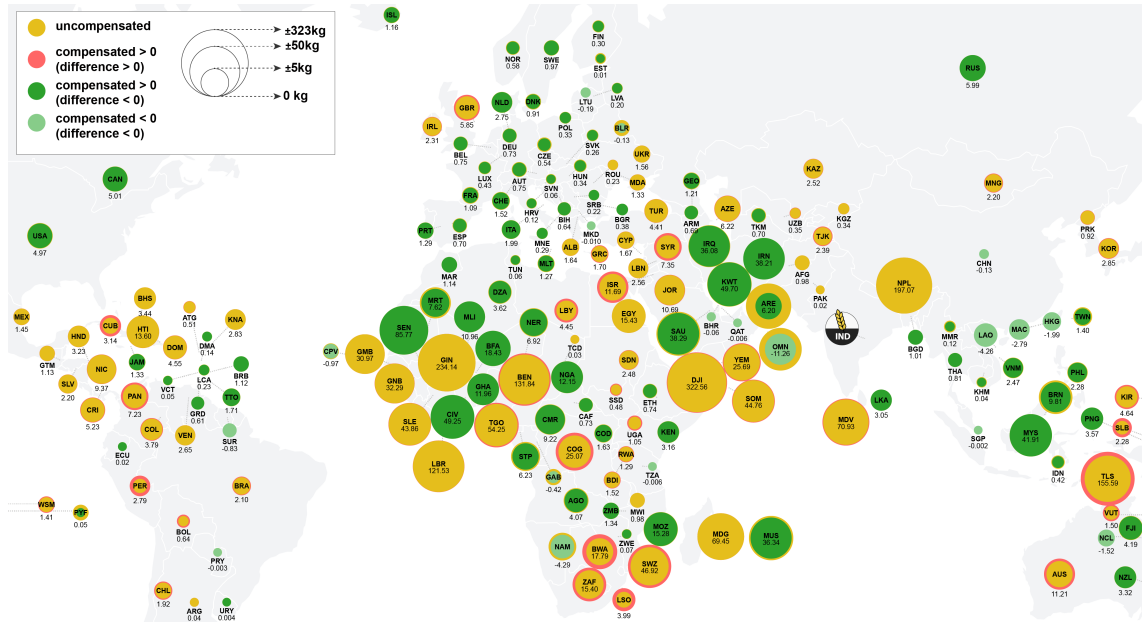 uncompensated
compensated > 0
(difference > 0)
compensated > 0
(difference < 0)
compensated < 0
(difference < 0)
±323kg
±50kg
±5kg
0 kg
ISL
1.16
FIN
0.30
NOR
0.58
SWE
0.97
EST
0.01
RUS
5.99
LTU
-0.19
LVA
0.20
GBR
5.85
NLD
2.75
DNK
0.91
IRL
2.31
POL
0.33
BLR
-0.13
BEL
0.75
DEU
0.73
CZE
0.54
SVK
0.26
UKR
1.56
LUX
0.43
AUT
0.75
HUN
0.34
ROU
0.23
MDA
1.33
SVN
0.06
GEO
1.21
KAZ
2.52
MNG
2.20
CAN
5.01
FRA
1.09
CHE
1.52
HRV
0.12
SRB
0.22
BIH
0.64
BGR
0.38
TUR
4.41
ARM
0.69
AZE
6.22
TKM
0.70
UZB
0.35
KGZ
0.34
TJK
2.39
PRK
0.92
KOR
2.85
USA
4.97
PRT
1.29
ESP
0.70
ITA
1.99
MNE
0.29
MKD
-0.010
ALB
1.64
GRC
1.70
CYP
1.67
SYR
7.35
IRQ
36.08
IRN
38.21
AFG
0.98
CHN
-0.13
MAR
1.14
TUN
0.06
MLT
1.27
LBN
2.56
ISR
11.69
JOR
10.69
KWT
49.70
PAK
0.02
NPL
197.07
BHS
3.44
MEX
1.45
CUB
3.14
HTI
13.60
ATG
0.51
KNA
2.83
MRT
7.62
DZA
3.62
LBY
4.45
EGY
15.43
ARE
6.20
BHR
-0.06
QAT
-0.06
IND
HND
3.23
GTM
1.13
DOM
4.55
DMA
0.14
SEN
85.77
MLI
10.96
NER
6.92
SAU
38.29
OMN
-11.26
BGD
1.01
MMR
0.12
LAO
-4.26
MAC
-2.79
HKG
-1.99
TWN
1.40
CPV
-0.97
GMB
30.97
GIN
234.14
BFA
18.43
TCD
0.03
SDN
2.48
YEM
25.69
THA
0.81
VNM
2.47
PHL
2.28
NIC
9.37
JAM
1.33
LCA
0.23
BRB
1.12
SLV
2.20
VCT
0.05
GNB
32.29
GHA
11.96
BEN
131.84
NGA
12.15
SSD
0.48
ETH
0.74
DJI
322.56
SOM
44.76
KHM
0.04
BRN
9.81
PAN
7.23
CRI
5.23
GRD
0.61
TTO
1.71
SLE
43.86
CIV
49.25
TGO
54.25
CMR
9.22
CAF
0.73
COD
1.63
UGA
1.05
KEN
3.16
MDV
70.93
LKA
3.05
SGP
-0.002
MYS
41.91
PNG
3.57
KIR
4.64
SLB
2.28
COL
3.79
VEN
2.65
SUR
-0.83
ECU
0.02
LBR
121.53
STP
6.23
COG
25.07
GAB
-0.42
RWA
1.29
BDI
1.52
TZA
-0.006
IDN
0.42
TLS
155.59
PER
2.79
BRA
2.10
WSM
1.41
PYF
0.05
AGO
4.07
ZMB
1.34
MWI
0.98
MOZ
15.28
MDG
69.45
MUS
36.34
VUT
1.50
FJI
4.19
NCL
-1.52
BOL
0.64
PRY
-0.003
NAM
-4.29
BWA
17.79
ZWE
0.07
SWZ
46.92
ZAF
15.40
LSO
3.99
AUS
11.21
NZL
3.32
CHL
1.92
ARG
0.04
URY
0.004